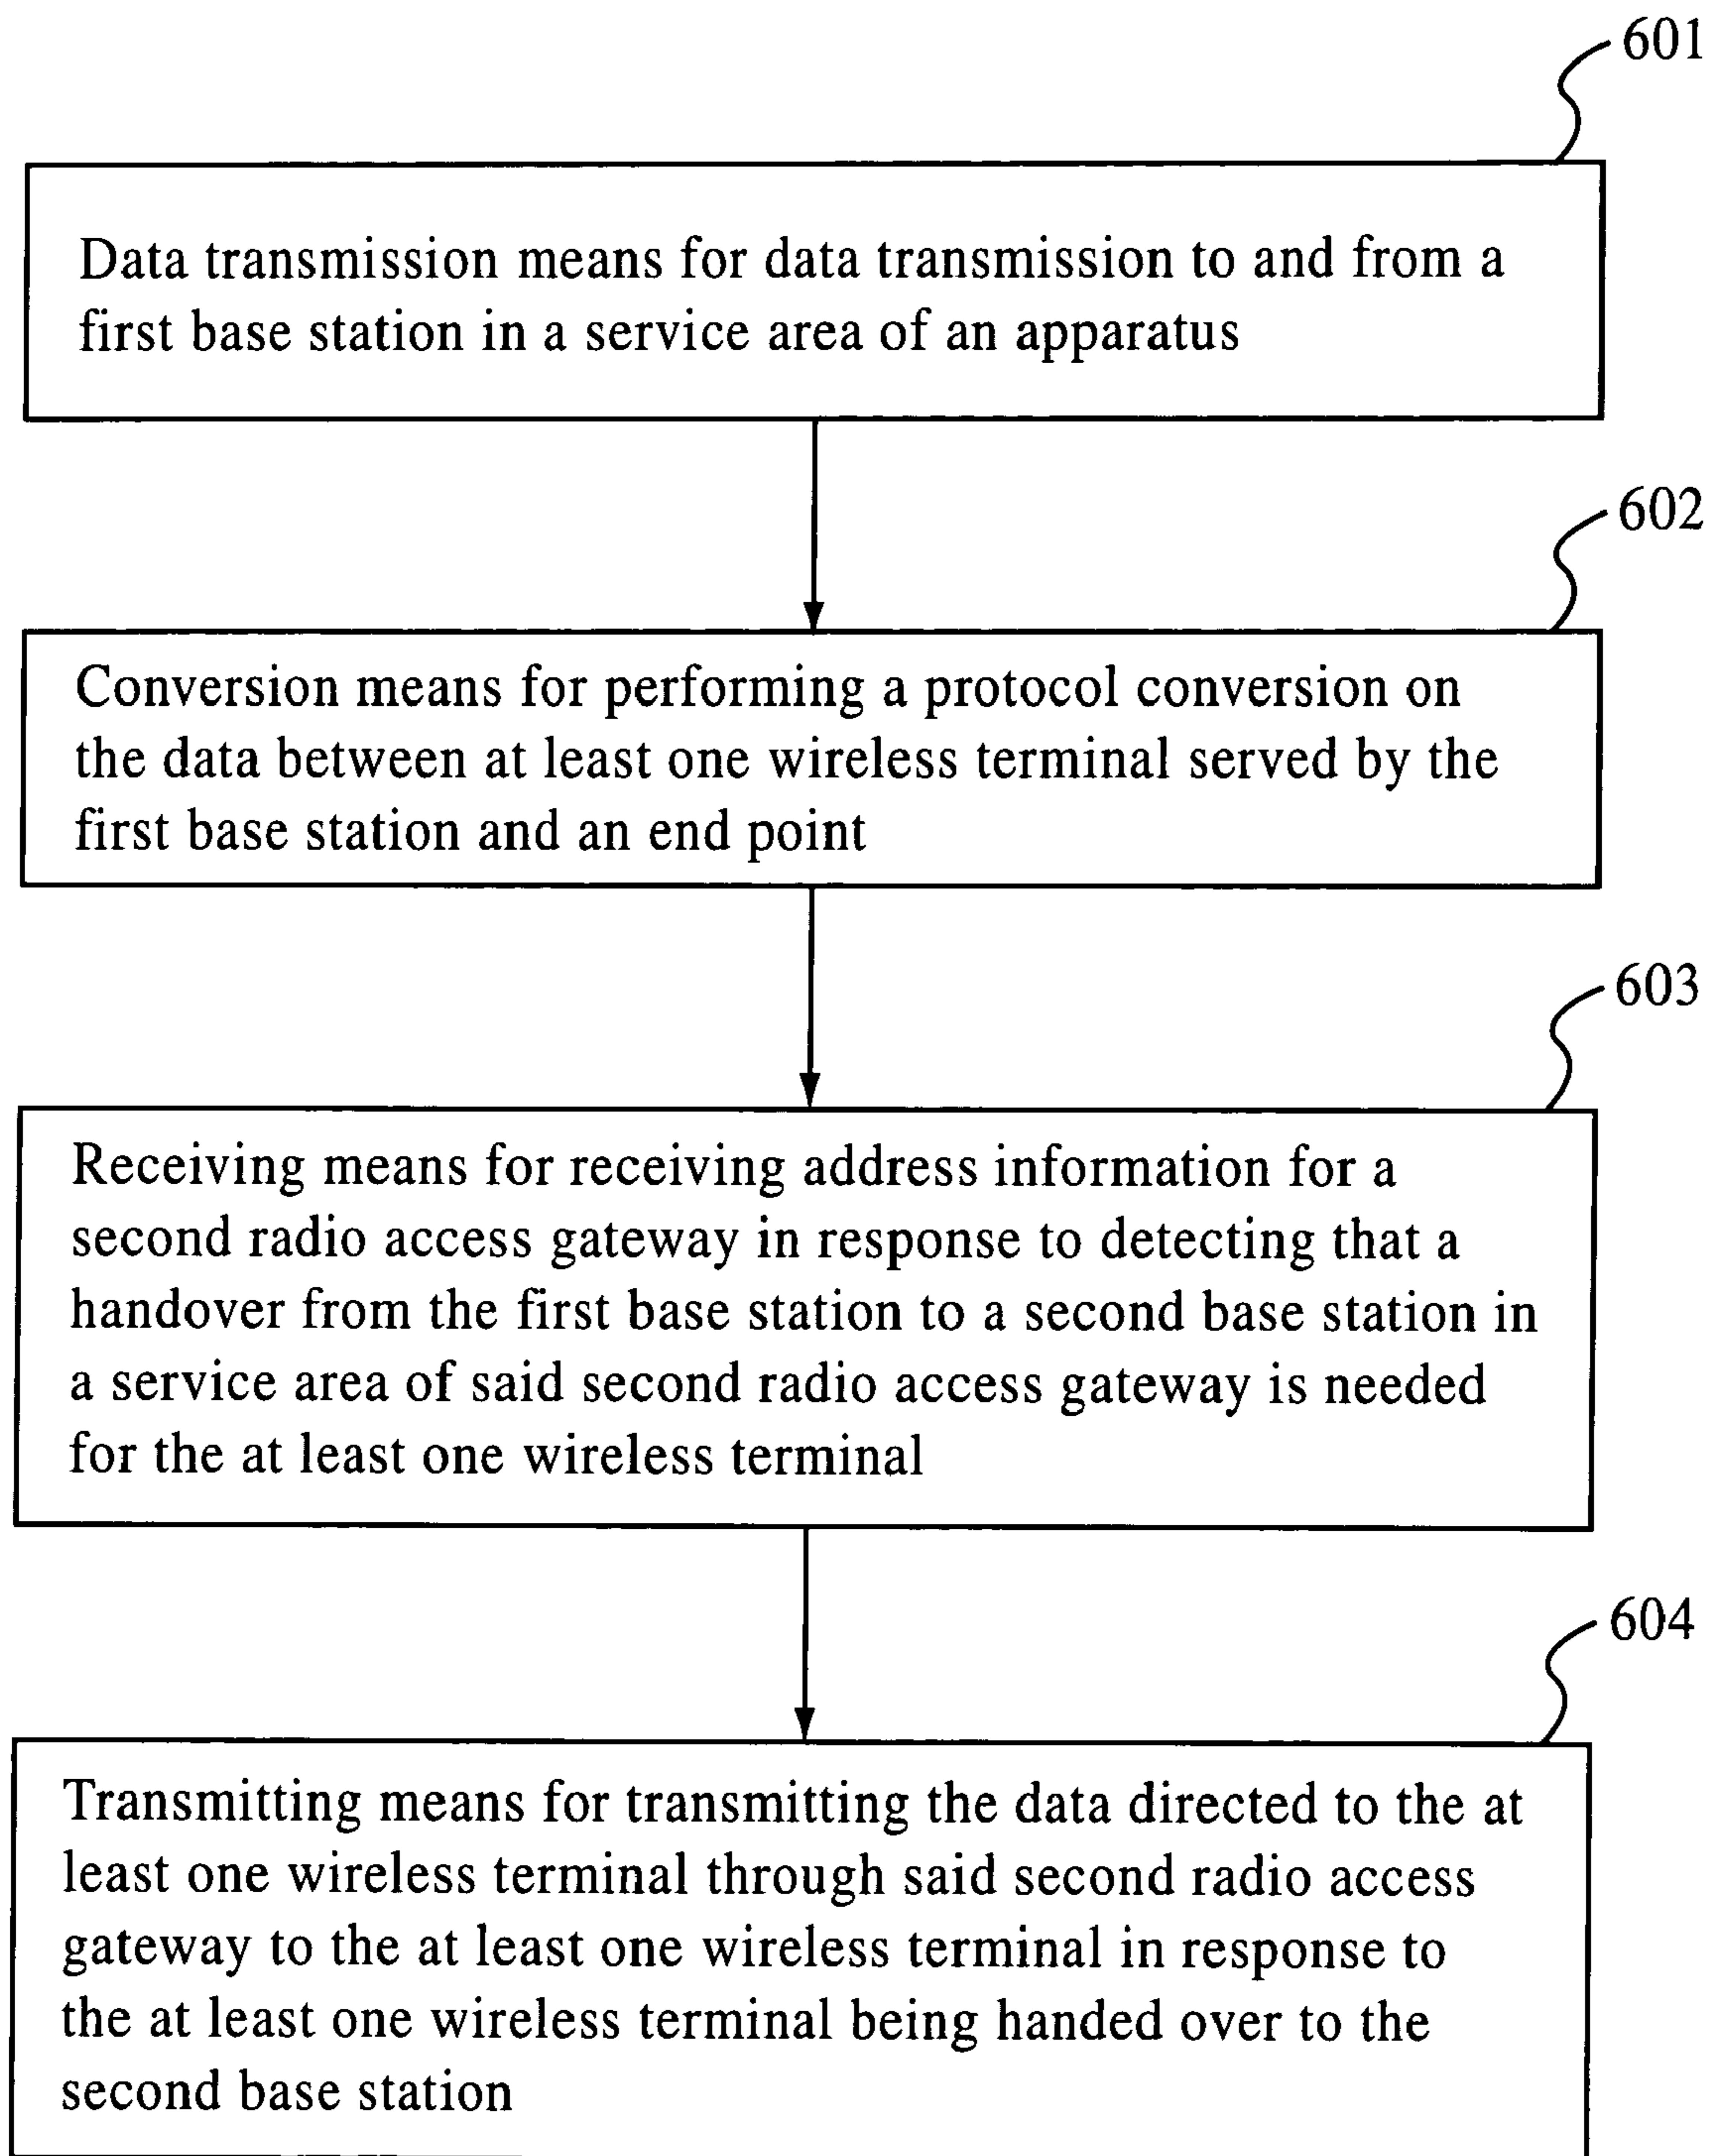 601
Data transmission means for data transmission to and from a
first base station in a service area of an apparatus
602
Conversion means for performing a protocol conversion on
the data between at least one wireless terminal served by the
first base station and an end point
603
Receiving means for receiving address information for a
second radio access gateway in response to detecting that a
handover from the first base station to a second base station in
a service area of said second radio access gateway is needed
for the at least one wireless terminal
604
Transmitting means for transmitting the data directed to the at
least one wireless terminal through said second radio access
gateway to the at least one wireless terminal in response to
the at least one wireless terminal being handed over to the
second base station